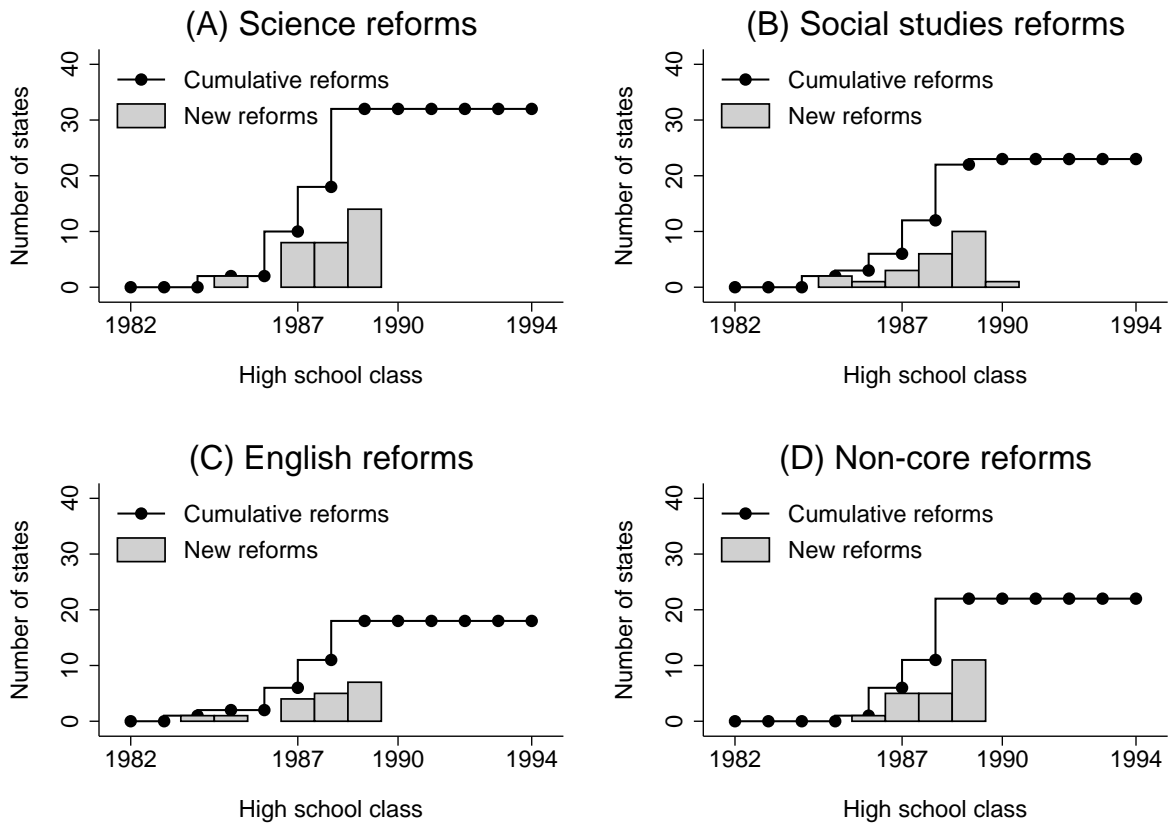 (A) Science reforms
40
30
20
10
0
Number of states
Cumulative reforms
New reforms
1982
1987
1990
1994
High school class
(B) Social studies reforms
40
30
20
10
0
Number of states
Cumulative reforms
New reforms
1982
1987
1990
1994
High school class
(C) English reforms
40
30
20
10
0
Number of states
Cumulative reforms
New reforms
1982
1987
1990
1994
High school class
(D) Non-core reforms
40
30
20
10
0
Number of states
Cumulative reforms
New reforms
1982
1987
1990
1994
High school class